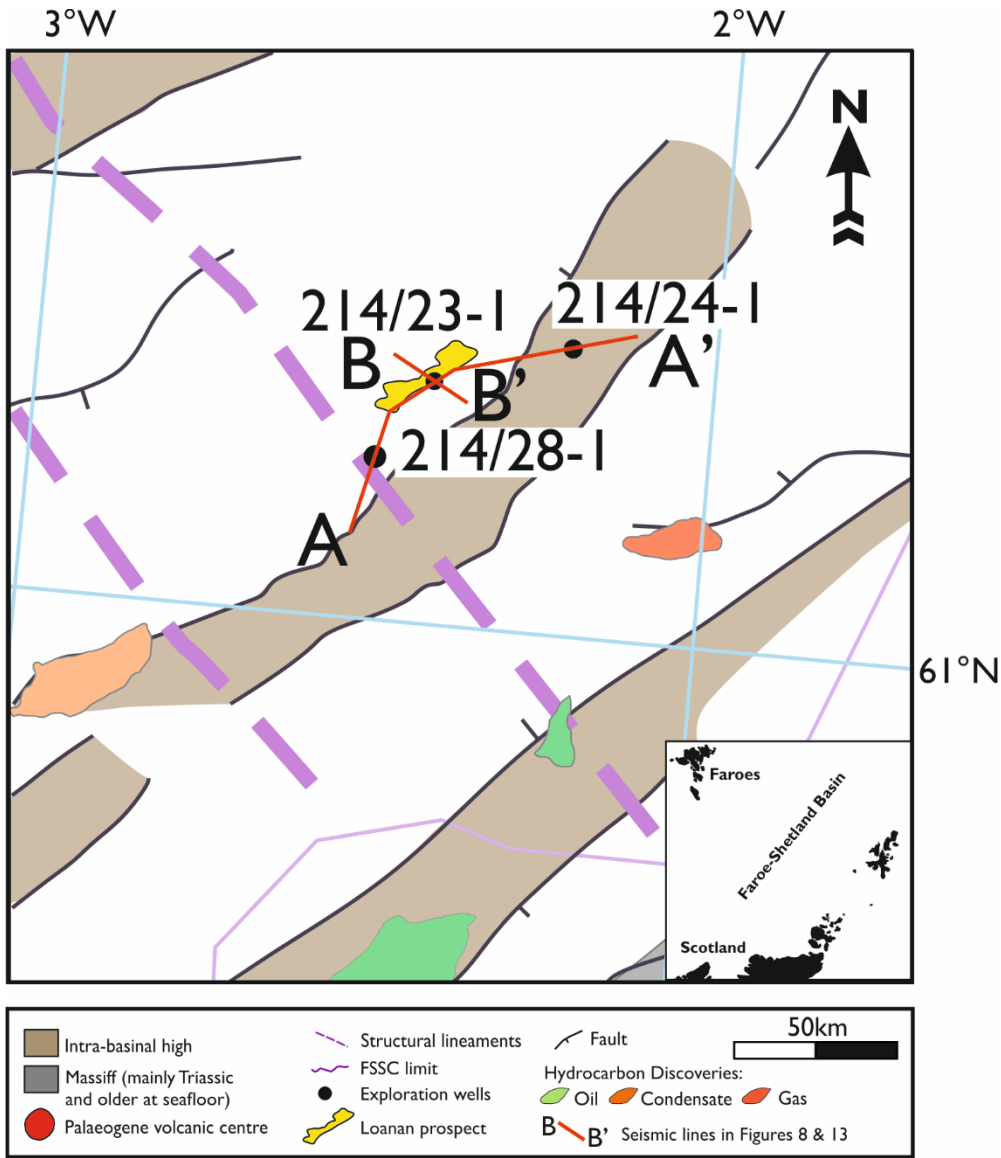 3°W
2°W
N
214/23-1
214/24-1
B
A'
B'
214/28-1
A
61°N
Faroes
Faroe-Shetland Basin
Scotland
Intra-basinal high
Massiff (mainly Triassic
and older at seafloor)
Palaeogene volcanic centre
Structural lineaments
FSSC limit
Exploration wells
Loanan prospect
Fault
50km
Hydrocarbon Discoveries:
Oil
Condensate
Gas
B
B'
Seismic lines in Figures 8 & 13